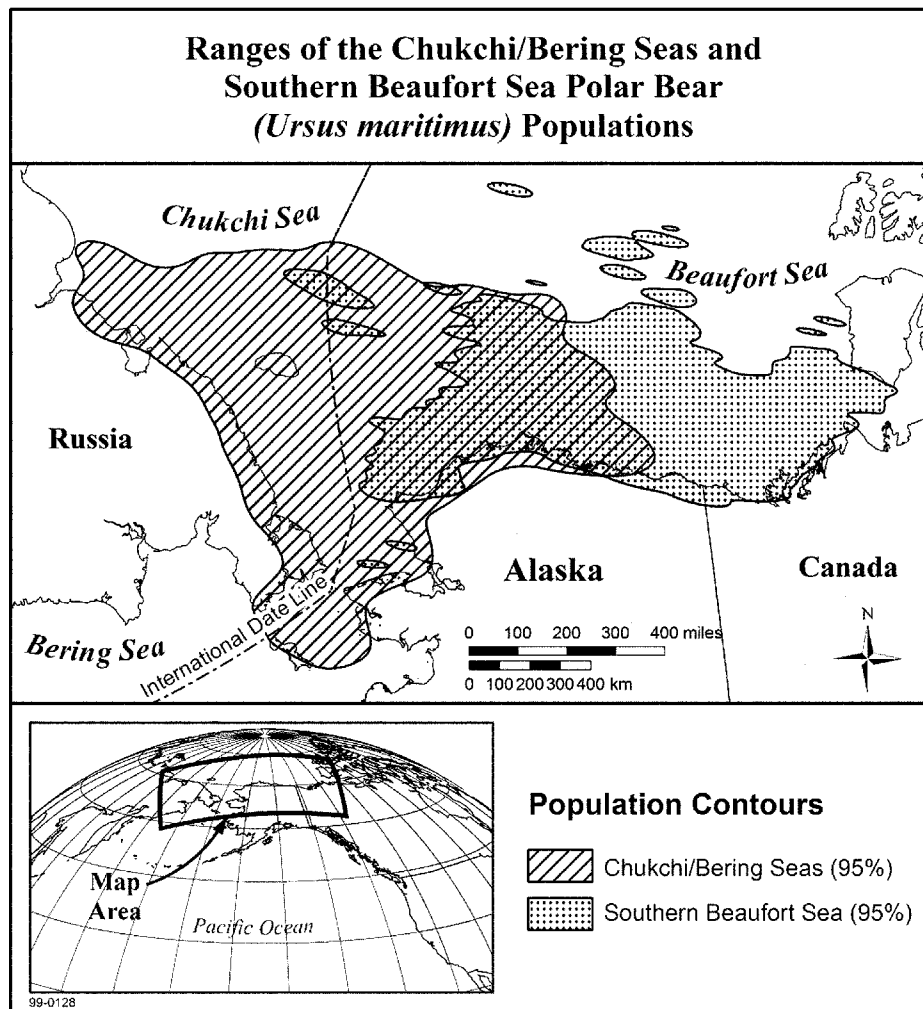 Ranges of the Chukchi/Bering Seas and
Southern Beaufort Sea Polar Bear
(Ursus maritimus) Populations
Chukchi Sea
Beaufort Sea
Russia
Alaska
Canada
Bering Sea
International Date Line
N
0 100 200 300 400 miles
0 100 200 300 400 km
Population Contours
Chukchi/Bering Seas (95%)
Southern Beaufort Sea (95%)
Map
Area
Pacific Ocean
99-0128